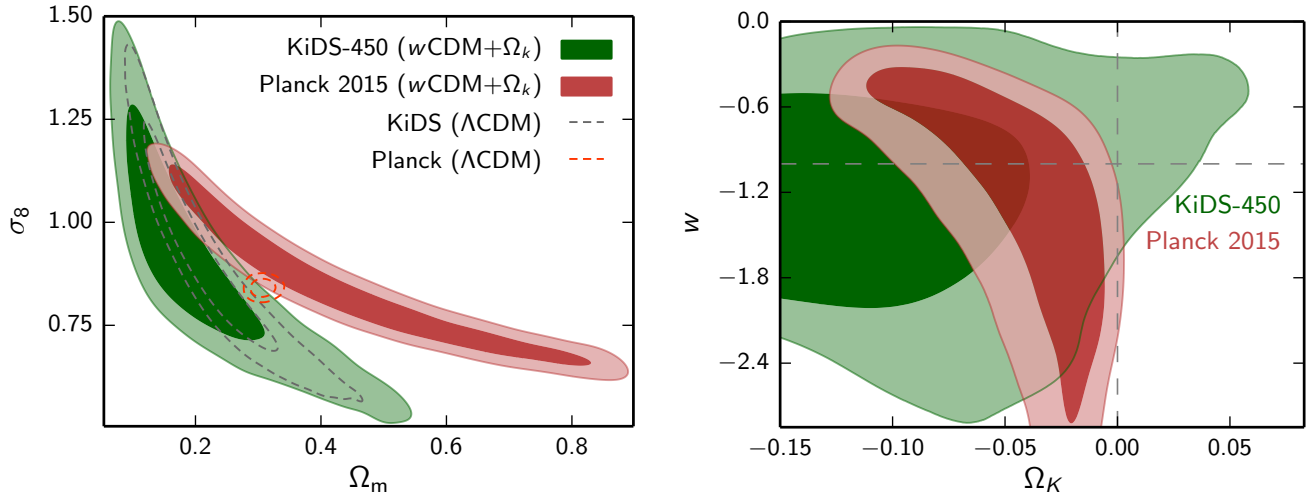 1.50
1.25
1.00
0.75
σ8
0.2
0.4
0.6
0.8
Ωm
KiDS-450 (wCDM+Ωk)
Planck 2015 (wCDM+Ωk)
KiDS (ΛCDM)
Planck (ΛCDM)
0.0
−0.6
−1.2
−1.8
−2.4
w
−0.15
−0.10
−0.05
0.00
0.05
ΩK
KiDS-450
Planck 2015